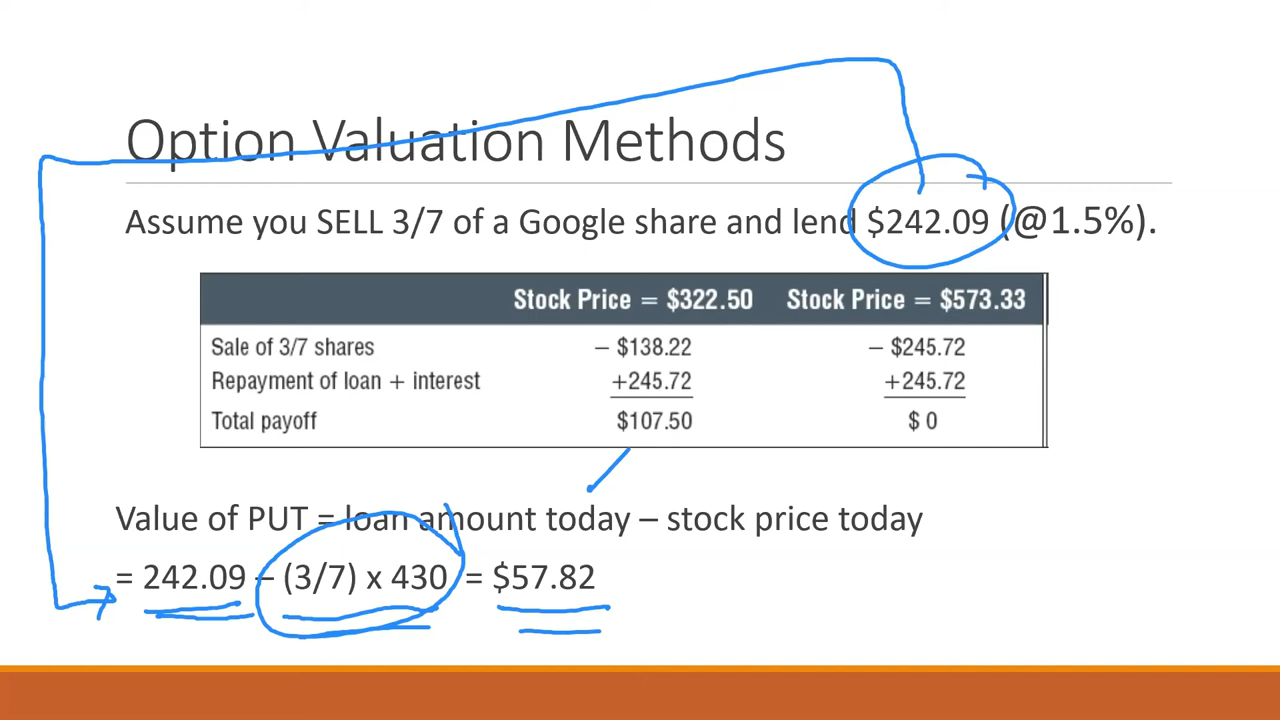 Option Valuation Methods
Assume you SELL 3/7 of a Google share and lend $242.09 (@1.5%).
Stock Price = $322.50 Stock Price = $573.33
Sale of 3/7 shares − $138.22 − $245.72
Repayment of loan + interest +245.72 +245.72
Total payoff $107.50 $ 0
Value of PUT = loan amount today – stock price today
= 242.09 – (3/7) x 430 = $57.82